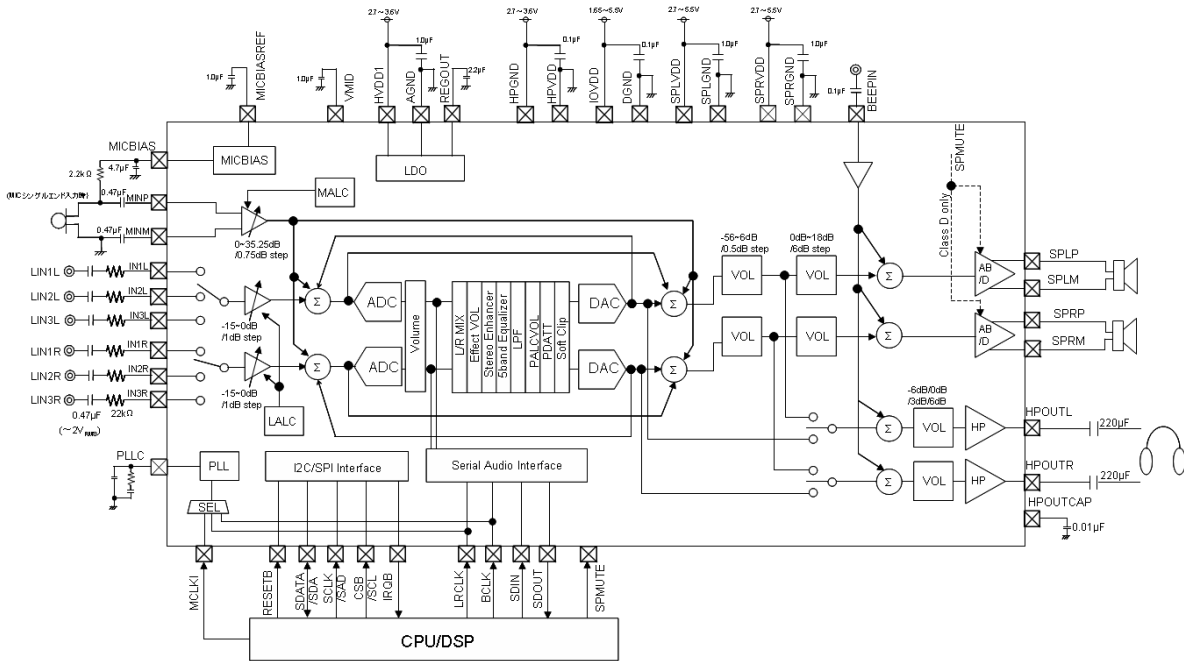 2.7~3.6V
2.7~3.6V
1.65~5.5V
2.7~5.5V
2.7~5.5V
1.0μF
MICBIASREF
1.0μF
VMID
HVDD1
1.0μF
AGND
REGOUT
2.2μF
HPGND
0.1μF
HPVDD
IOVDD
0.1μF
DGND
SPLVDD
1.0μF
SPLGND
SPRVDD
1.0μF
SPRGND
0.1μF
BEEPIN
MICBIAS
4.7μF
2.2kΩ
MICBIAS
LDO
SPMUTE
(MICシングルエンド入力時)
0.47μF
MINP
MALC
0.47μF
MINM
0~35.25dB
/0.75dB step
Class D only
-56~6dB
/0.5dB step
0dB~18dB
/6dB step
LIN1L
IN1L
LIN2L
IN2L
LIN3L
IN3L
-15~0dB
/1dB step
Σ
ADC
Volume
L/R MIX
Effect VOL
Stereo Enhancer
5band Equalizer
LPF
PALCVOL
PDATT
Soft Clip
DAC
Σ
VOL
VOL
Σ
AB
/D
SPLP
SPLM
LIN1R
IN1R
LIN2R
IN2R
LIN3R
IN3R
-15~0dB
/1dB step
Σ
ADC
DAC
Σ
VOL
VOL
Σ
AB
/D
SPRP
SPRM
0.47μF
22kΩ
(~2VRMS)
LALC
-6dB/0dB
/3dB/6dB
Σ
VOL
HP
HPOUTL
220μF
PLLC
PLL
SEL
I2C/SPI Interface
Serial Audio Interface
Σ
VOL
HP
HPOUTR
220μF
HPOUTCAP
0.01μF
MCLKI
RESETB
SDATA
/SDA
SCLK
/SAD
CSB
/SCL
IRQB
LRCLK
BCLK
SDIN
SDOUT
SPMUTE
CPU/DSP